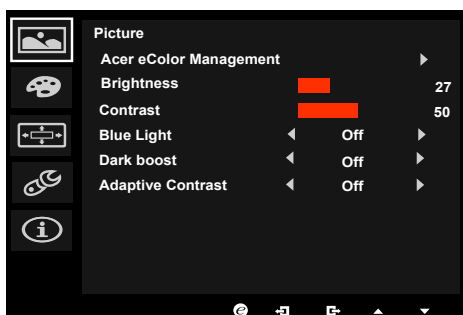 Picture
Acer eColor Management
Brightness 27
Contrast 50
Blue Light Off
Dark boost Off
Adaptive Contrast Off